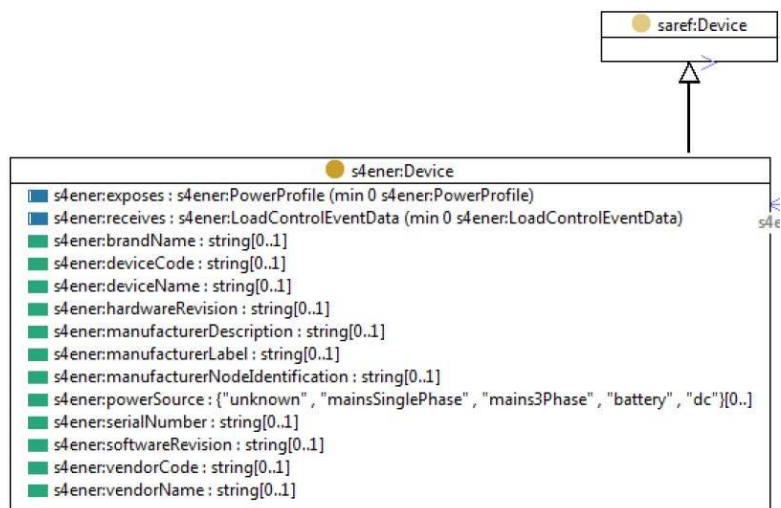 saref:Device
s4ener:Device
s4ener:exposes : s4ener:PowerProfile (min 0 s4ener:PowerProfile)
s4ener:receives : s4ener:LoadControlEventData (min 0 s4ener:LoadControlEventData)
s4e
s4ener:brandName : string[0..1]
s4ener:deviceCode : string[0..1]
s4ener:deviceName : string[0..1]
s4ener:hardwareRevision : string[0..1]
s4ener:manufacturerDescription : string[0..1]
s4ener:manufacturerLabel : string[0..1]
s4ener:manufacturerNodeIdentification : string[0..1]
s4ener:powerSource : {"unknown" , "mainsSinglePhase" , "mains3Phase" , "battery" , "dc"}[0..]
s4ener:serialNumber : string[0..1]
s4ener:softwareRevision : string[0..1]
s4ener:vendorCode : string[0..1]
s4ener:vendorName : string[0..1]